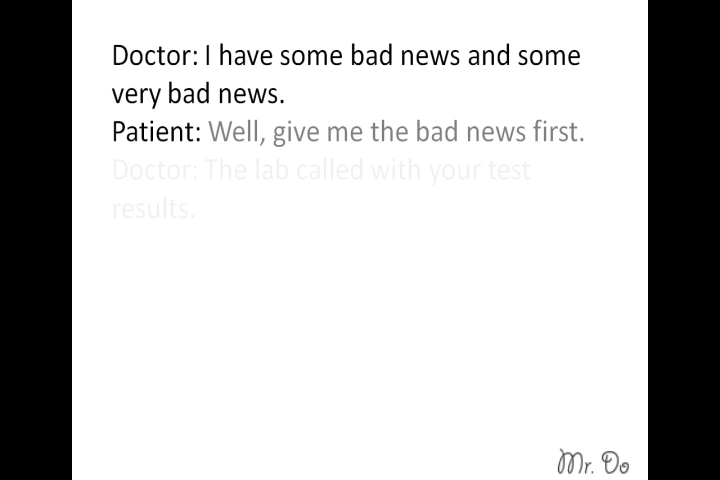 Doctor: I have some bad news and some
very bad news.
Patient: Well, give me the bad news first.
Doctor: The lab called with your test
results.
Mr. Do